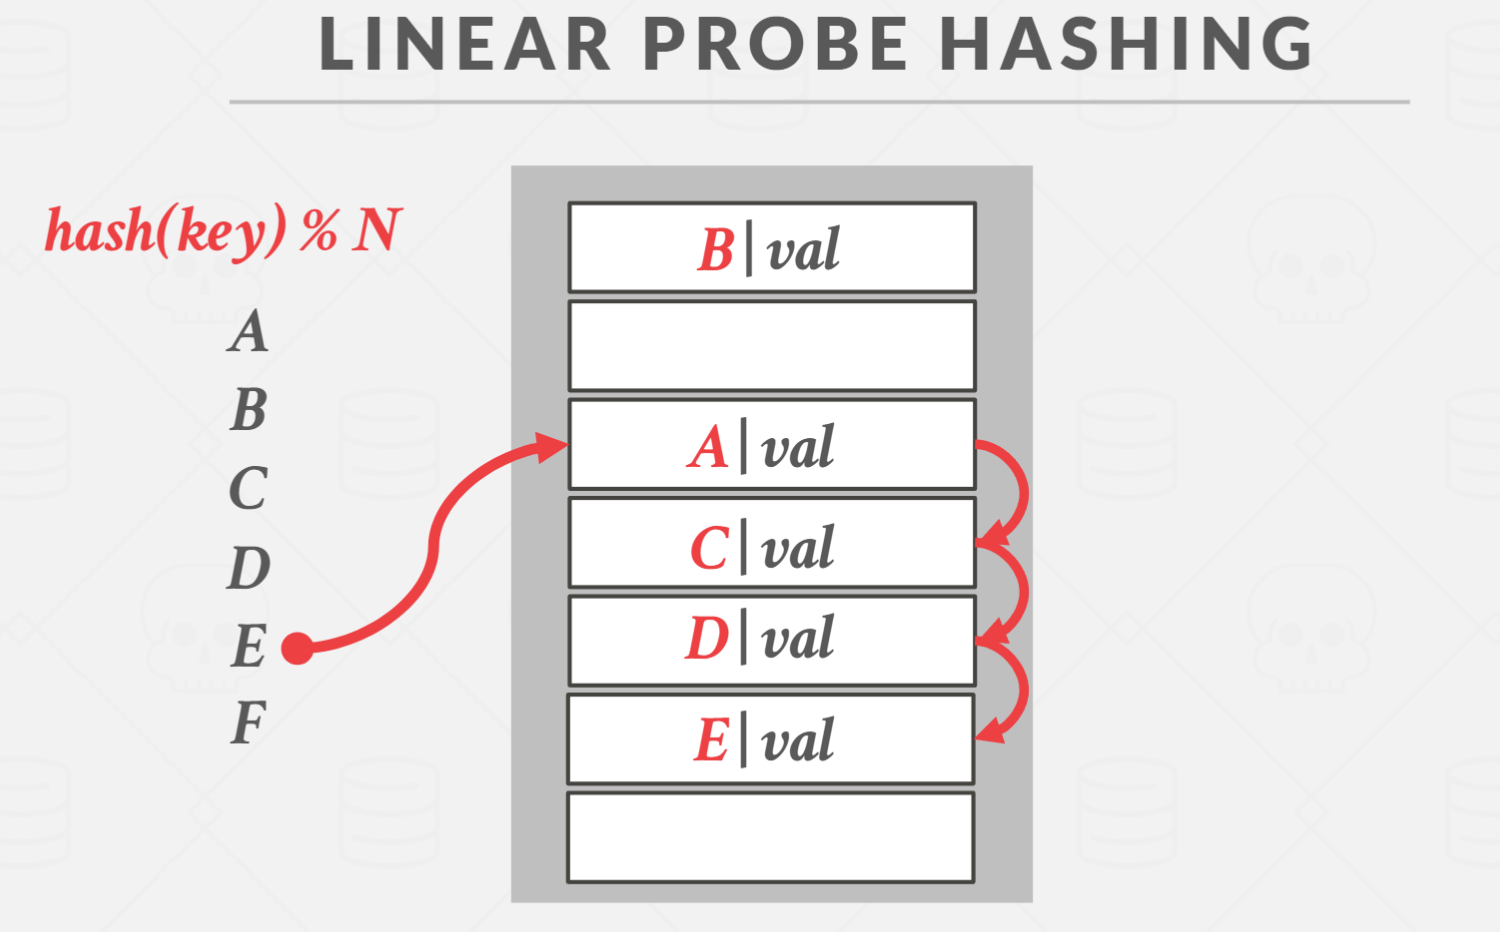 LINEAR PROBE HASHING
hash(key) % N
A
B
C
D
E
F
B|val
A|val
C|val
D|val
E|val